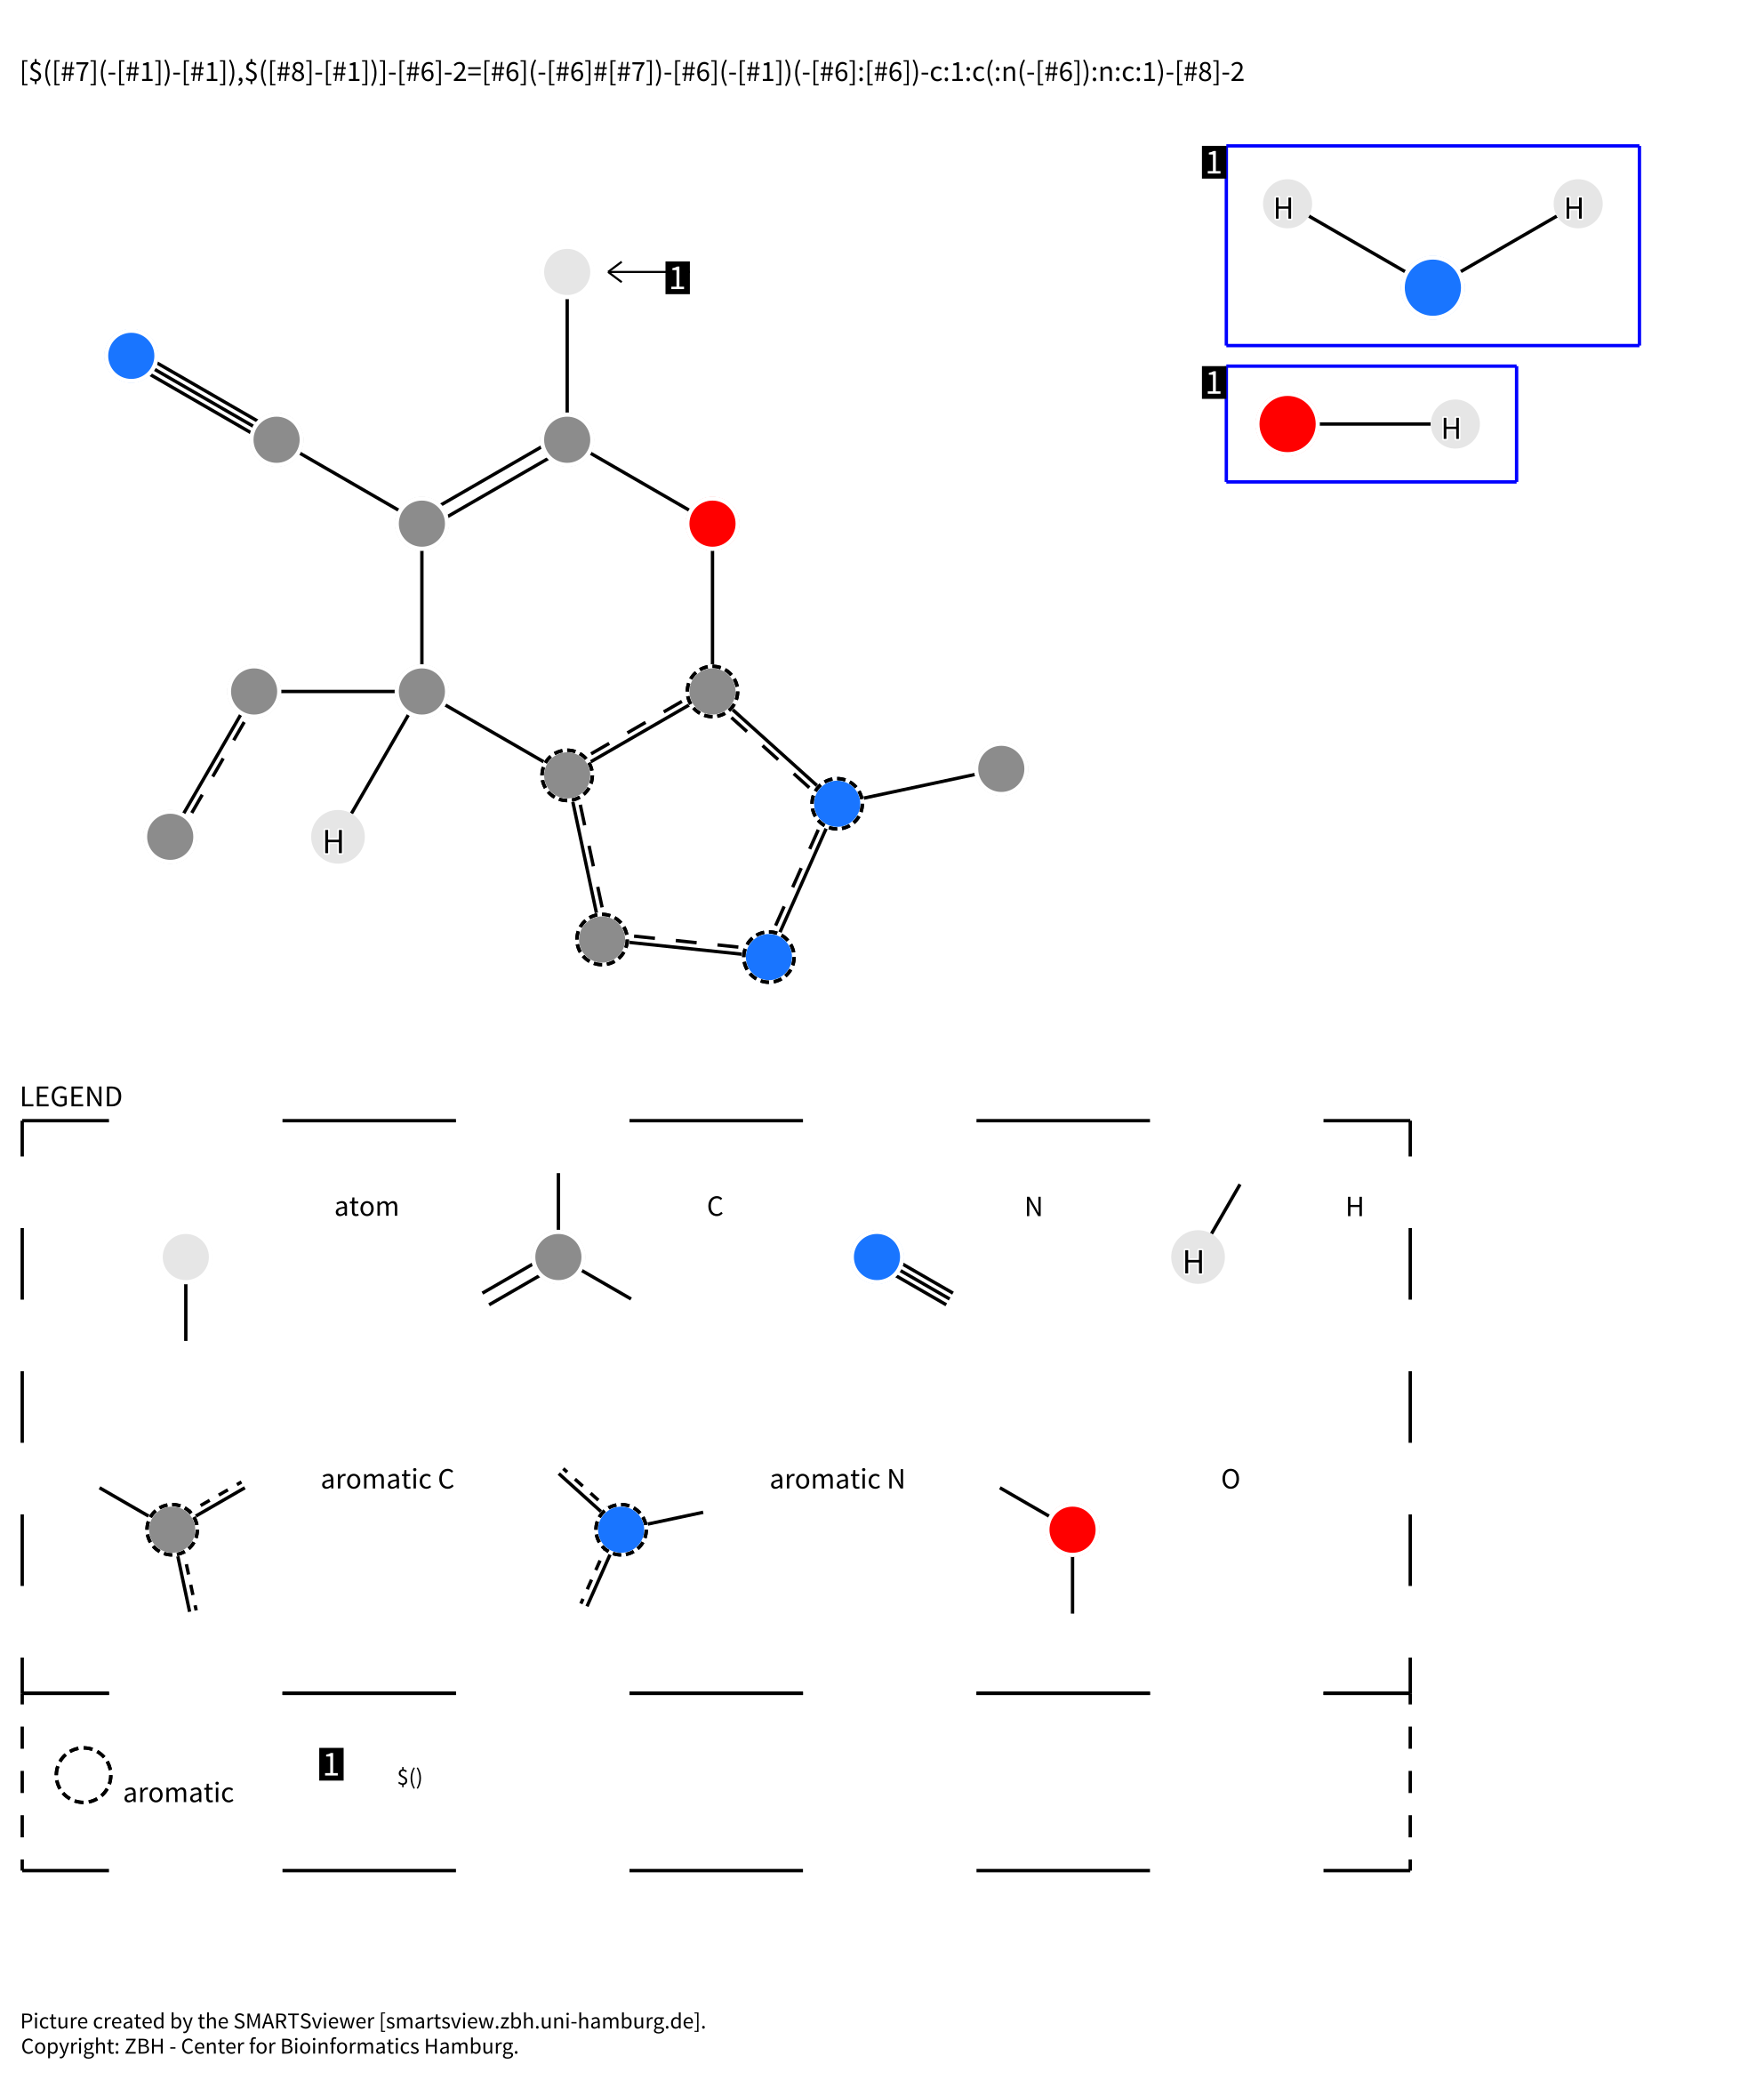 [$([#7](-[#1])-[#1]),$([#8]-[#1])]-[#6]-2=[#6](-[#6]#[#7])-[#6](-[#1])(-[#6]:[#6])-c:1:c(:n(-[#6]):n:c:1)-[#8]-2
1
H
H
1
1
H
H
LEGEND
atom
C
N
H
H
aromatic C
aromatic N
O
aromatic
1
$()
Picture created by the SMARTSviewer [smartsview.zbh.uni-hamburg.de].
Copyright: ZBH - Center for Bioinformatics Hamburg.